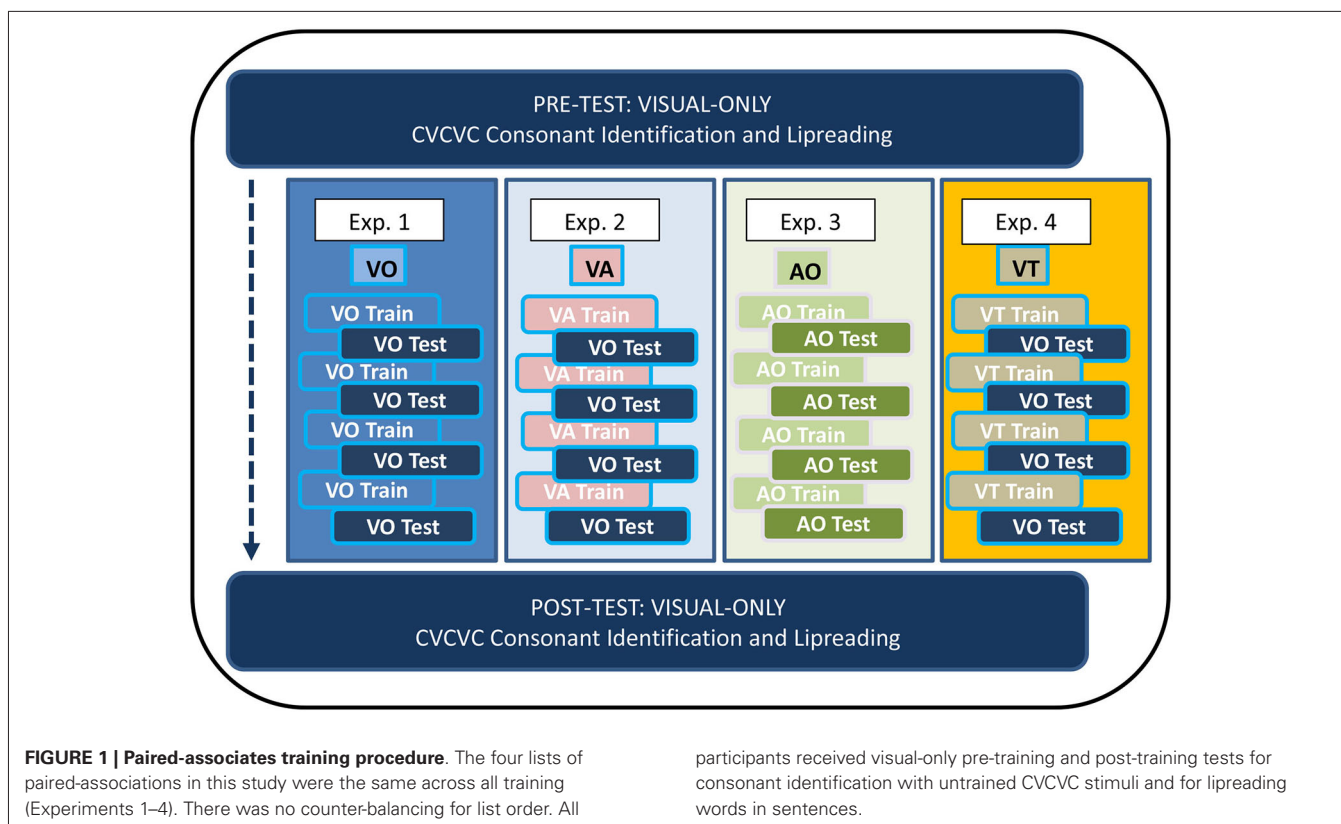 PRE-TEST: VISUAL-ONLY
CVCVC Consonant Identification and Lipreading
Exp. 1
VO
VO Train
VO Test
VO Train
VO Test
VO Train
VO Test
VO Train
VO Test
Exp. 2
VA
VA Train
VO Test
VA Train
VO Test
VA Train
VO Test
VA Train
VO Test
Exp. 3
AO
AO Train
AO Test
AO Train
AO Test
AO Train
AO Test
AO Train
AO Test
Exp. 4
VT
VT Train
VO Test
VT Train
VO Test
VT Train
VO Test
VT Train
VO Test
POST-TEST: VISUAL-ONLY
CVCVC Consonant Identification and Lipreading
FIGURE 1 | Paired-associates training procedure. The four lists of
paired-associations in this study were the same across all training
(Experiments 1–4). There was no counter-balancing for list order. All
participants received visual-only pre-training and post-training tests for
consonant identification with untrained CVCVC stimuli and for lipreading
words in sentences.